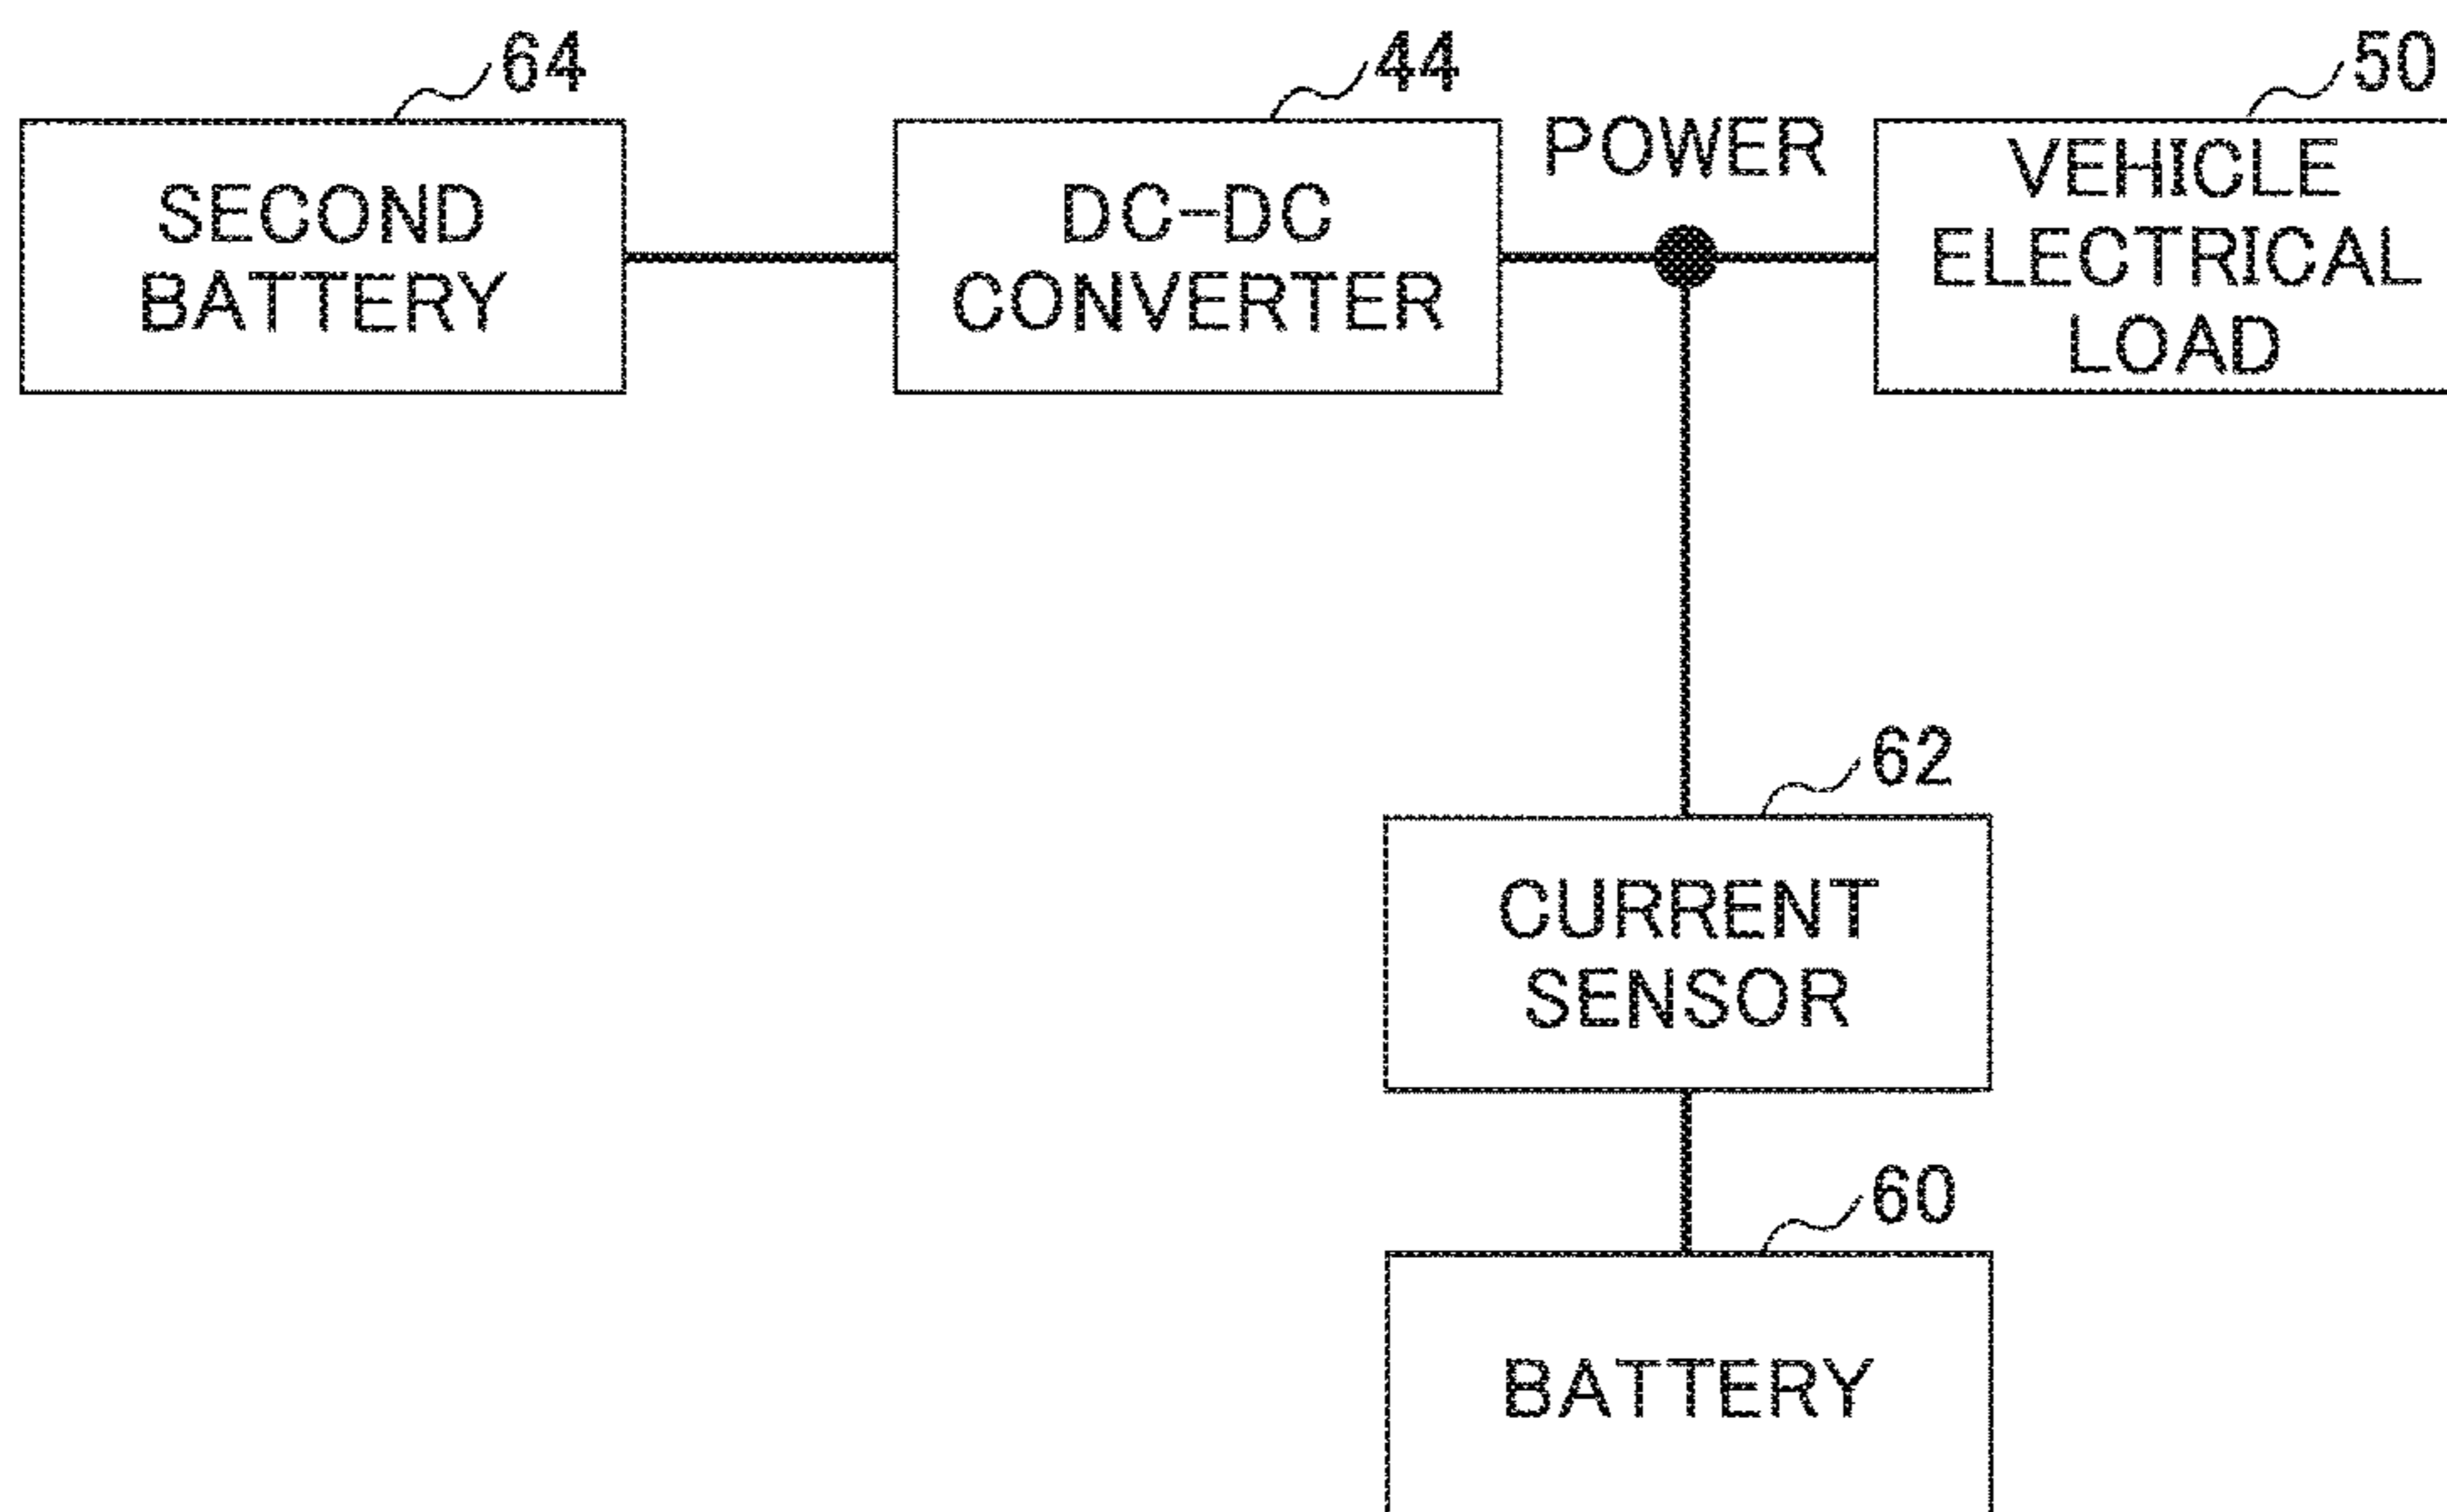 64
SECOND
BATTERY
44
DC-DC
CONVERTER
POWER
50
VEHICLE
ELECTRICAL
LOAD
62
CURRENT
SENSOR
60
BATTERY